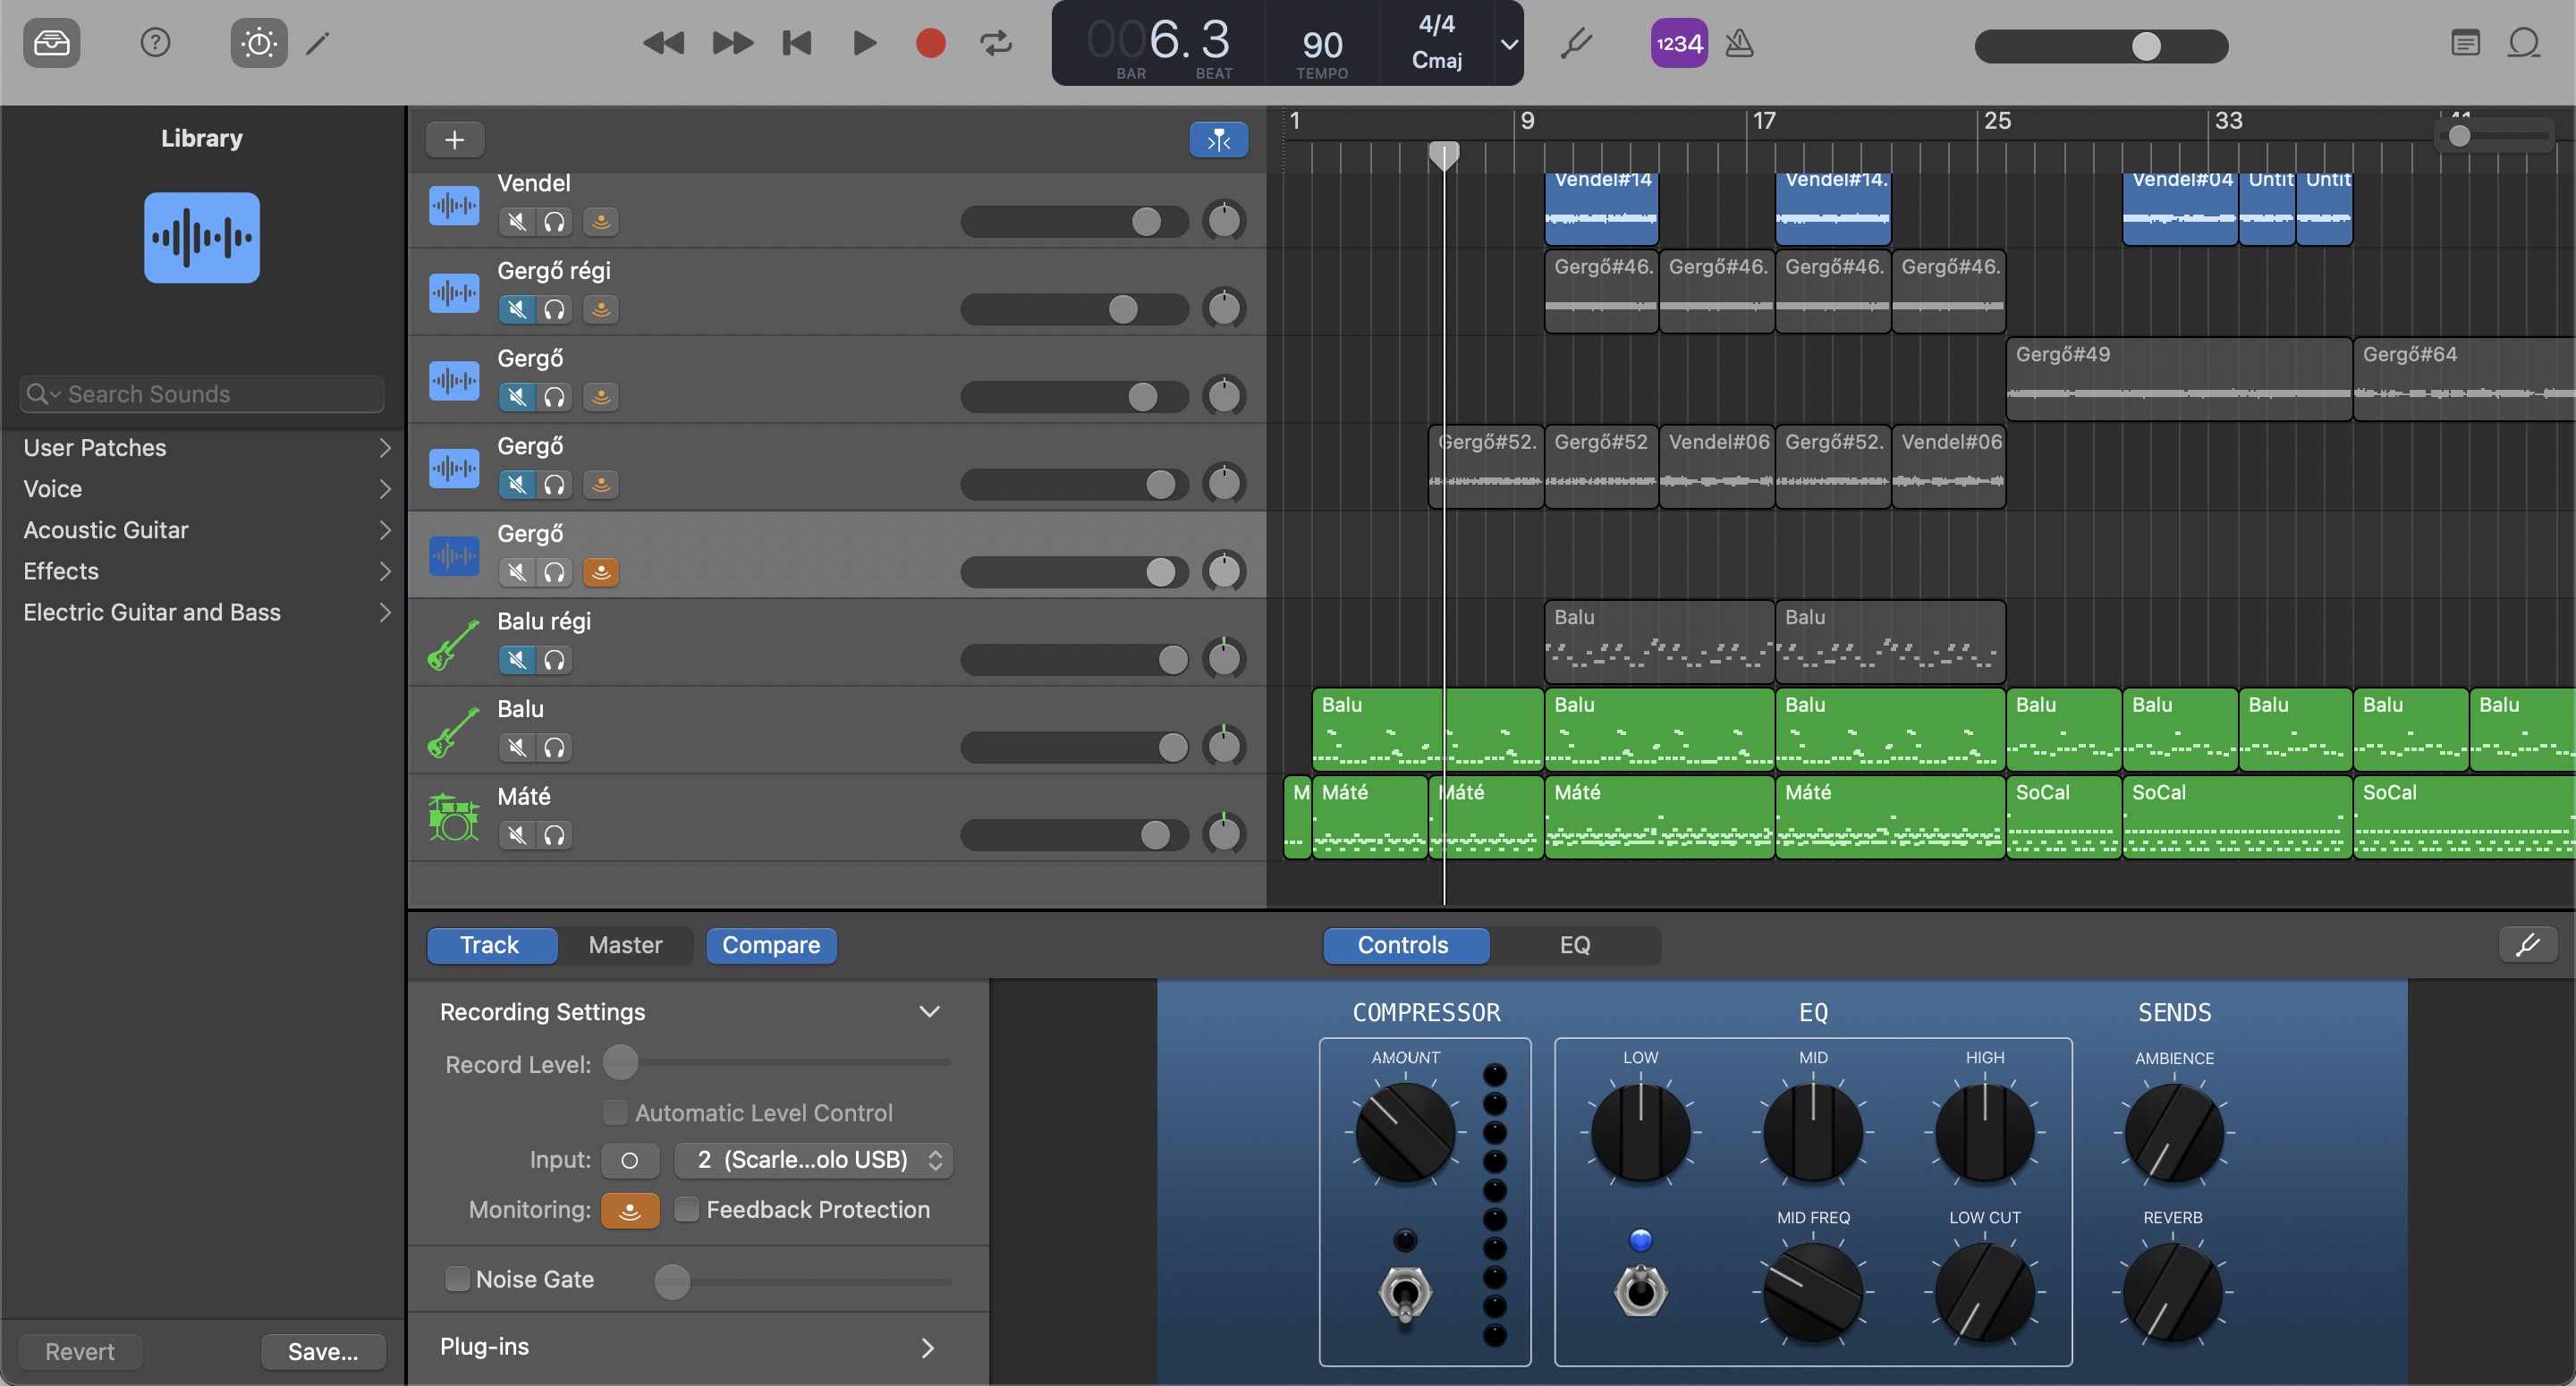 006.3
BAR
BEAT
90
TEMPO
4/4
Cmaj
1234
Library
Search Sounds
User Patches
Voice
Acoustic Guitar
Effects
Electric Guitar and Bass
Revert
Save...
1
9
17
25
33
41
Vendel
Vendel#14
Vendel#14.
Vendel#04
Untit
Untit
Gergő régi
Gergő#46.
Gergő#46.
Gergő#46.
Gergő#46.
Gergő
Gergő#49
Gergő#64
Gergő
Gergő#52.
Gergő#52
Vendel#06
Gergő#52.
Vendel#06
Gergő
Balu régi
Balu
Balu
Balu
Balu
Balu
Balu
Balu
Balu
Balu
Balu
Balu
Máté
M
Máté
Máté
Máté
Máté
SoCal
SoCal
SoCal
Track
Master
Compare
Controls
EQ
Recording Settings
Record Level:
Automatic Level Control
Input:
2 (Scarle...olo USB)
Monitoring:
Feedback Protection
Noise Gate
Plug-ins
COMPRESSOR
AMOUNT
EQ
LOW
MID
HIGH
MID FREQ
LOW CUT
SENDS
AMBIENCE
REVERB